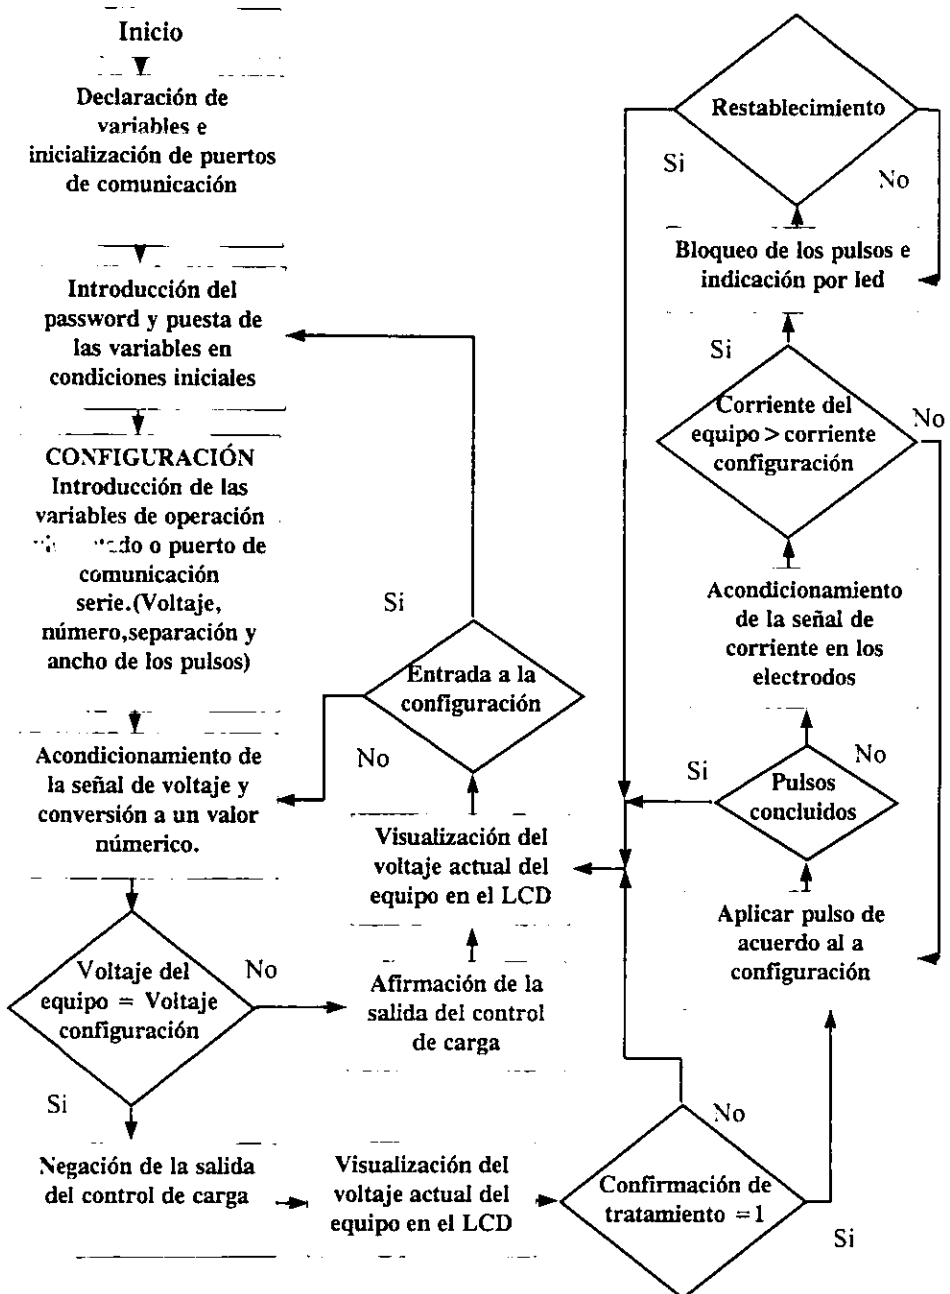 Inicio
Declaración de
variables e
inicialización de puertos
de comunicación
Introducción del
password y puesta de
las variables en
condiciones iniciales
CONFIGURACIÓN
Introducción de las
variables de operación
o puerto de
comunicación
serie.(Voltaje,
número,separación y
ancho de los pulsos)
Acondicionamiento de
la señal de voltaje y
conversión a un valor
númerico.
Voltaje del
equipo = Voltaje
configuración
No
Si
Negación de la salida
del control de carga
Visualización del
voltaje actual del
equipo en el LCD
Afirmación de la
salida del control
de carga
Visualización del
voltaje actual del
equipo en el LCD
Entrada a la
configuración
Si
No
Confirmación de
tratamiento =1
No
Si
Aplicar pulso de
acuerdo al a
configuración
Pulsos
concluidos
Si
No
Acondicionamiento
de la señal de
corriente en los
electrodos
Corriente del
equipo > corriente
configuración
Si
No
Bloqueo de los pulsos e
indicación por led
Restablecimiento
Si
No